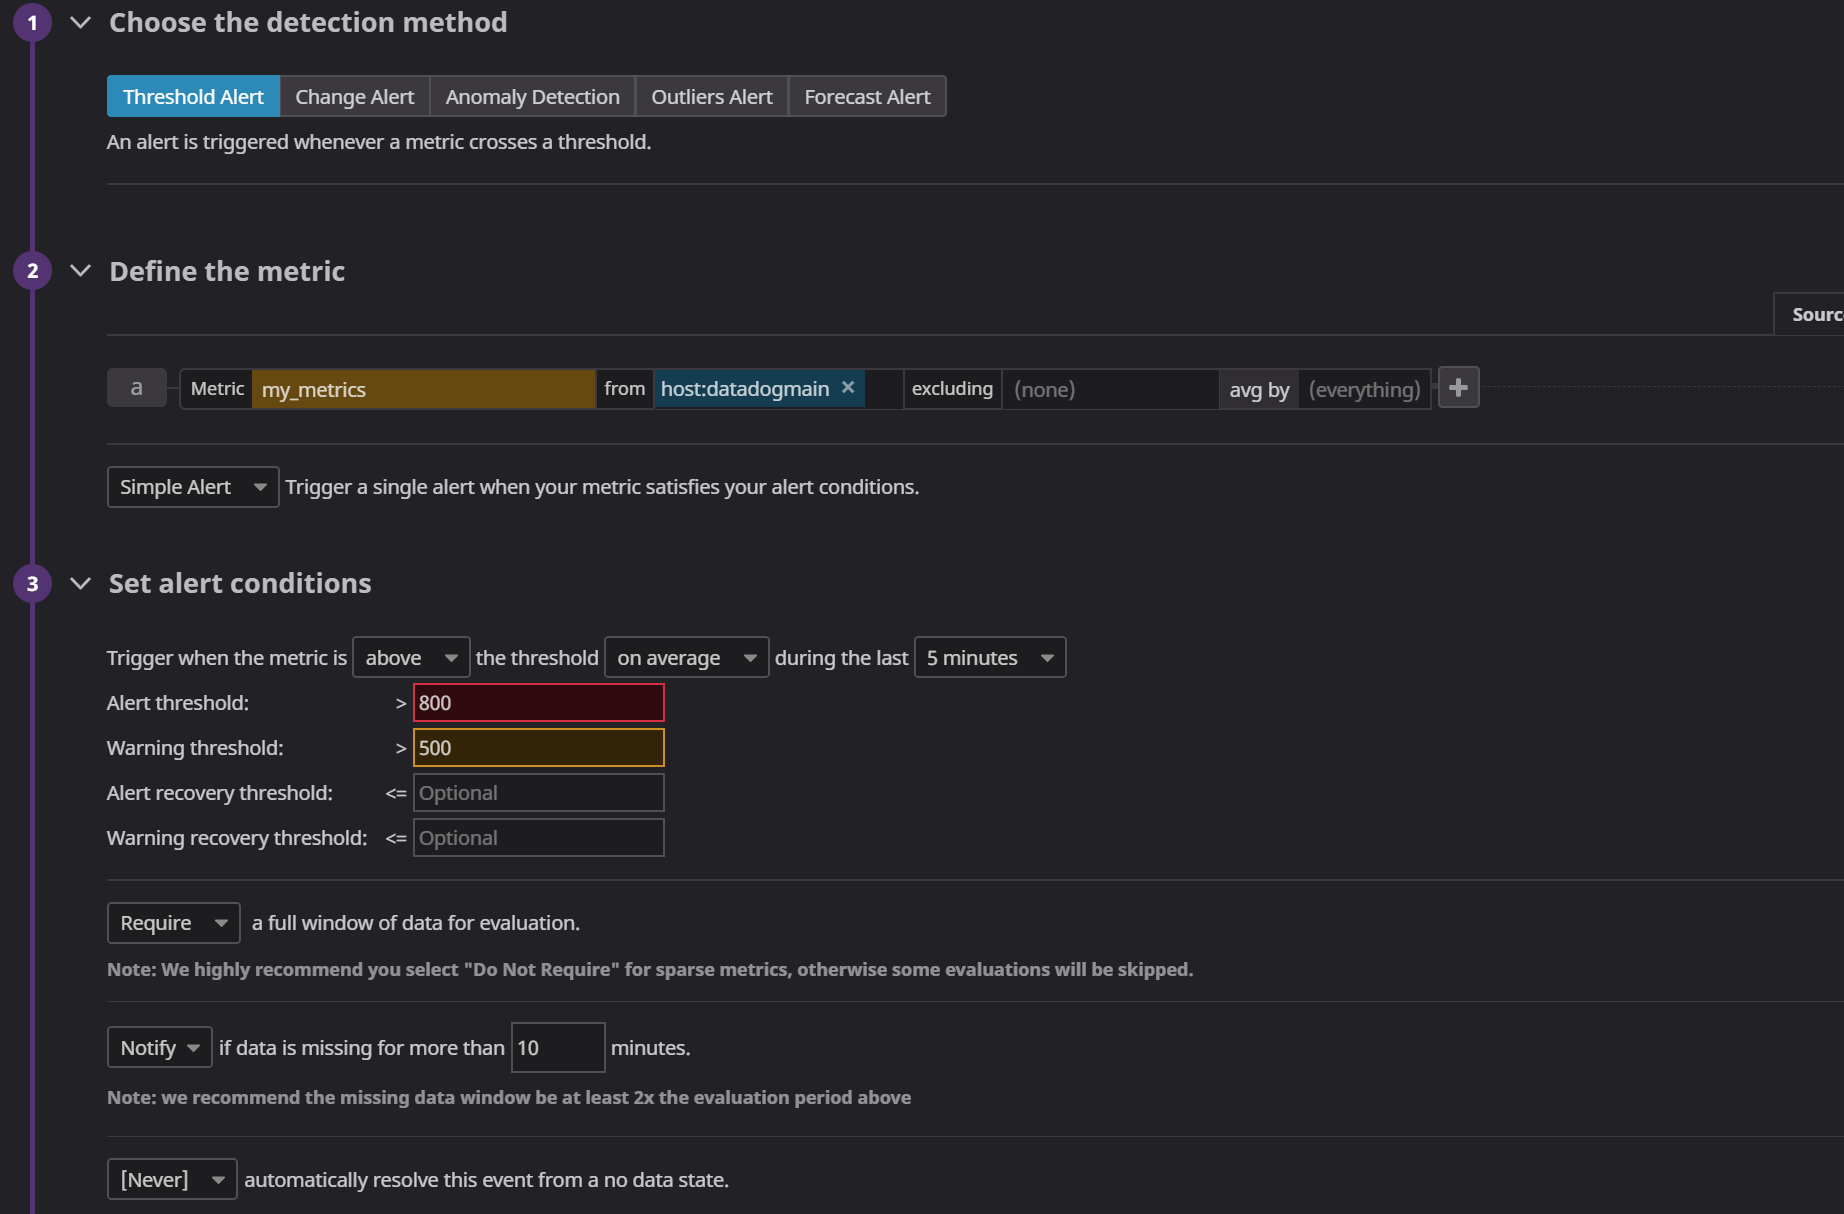 1 Choose the detection method
Threshold Alert Change Alert Anomaly Detection Outliers Alert Forecast Alert
An alert is triggered whenever a metric crosses a threshold.
2 Define the metric
Sourc
a Metric my_metrics from host:datadogmain × excluding (none) avg by (everything) +
Simple Alert Trigger a single alert when your metric satisfies your alert conditions.
3 Set alert conditions
Trigger when the metric is above the threshold on average during the last 5 minutes
Alert threshold: > 800
Warning threshold: > 500
Alert recovery threshold: <= Optional
Warning recovery threshold: <= Optional
Require a full window of data for evaluation.
Note: We highly recommend you select "Do Not Require" for sparse metrics, otherwise some evaluations will be skipped.
Notify if data is missing for more than 10 minutes.
Note: we recommend the missing data window be at least 2x the evaluation period above
[Never] automatically resolve this event from a no data state.